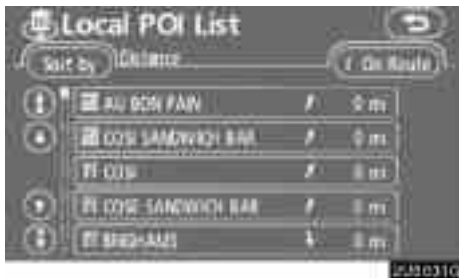 Local POI List
Sort by Distance
On Route
AU BON PAIN 0 mi
COSI SANDWICH BAR 0 mi
COSI 0 mi
COSI SANDWICH BAR 0 mi
BRIGHAMS 0 mi